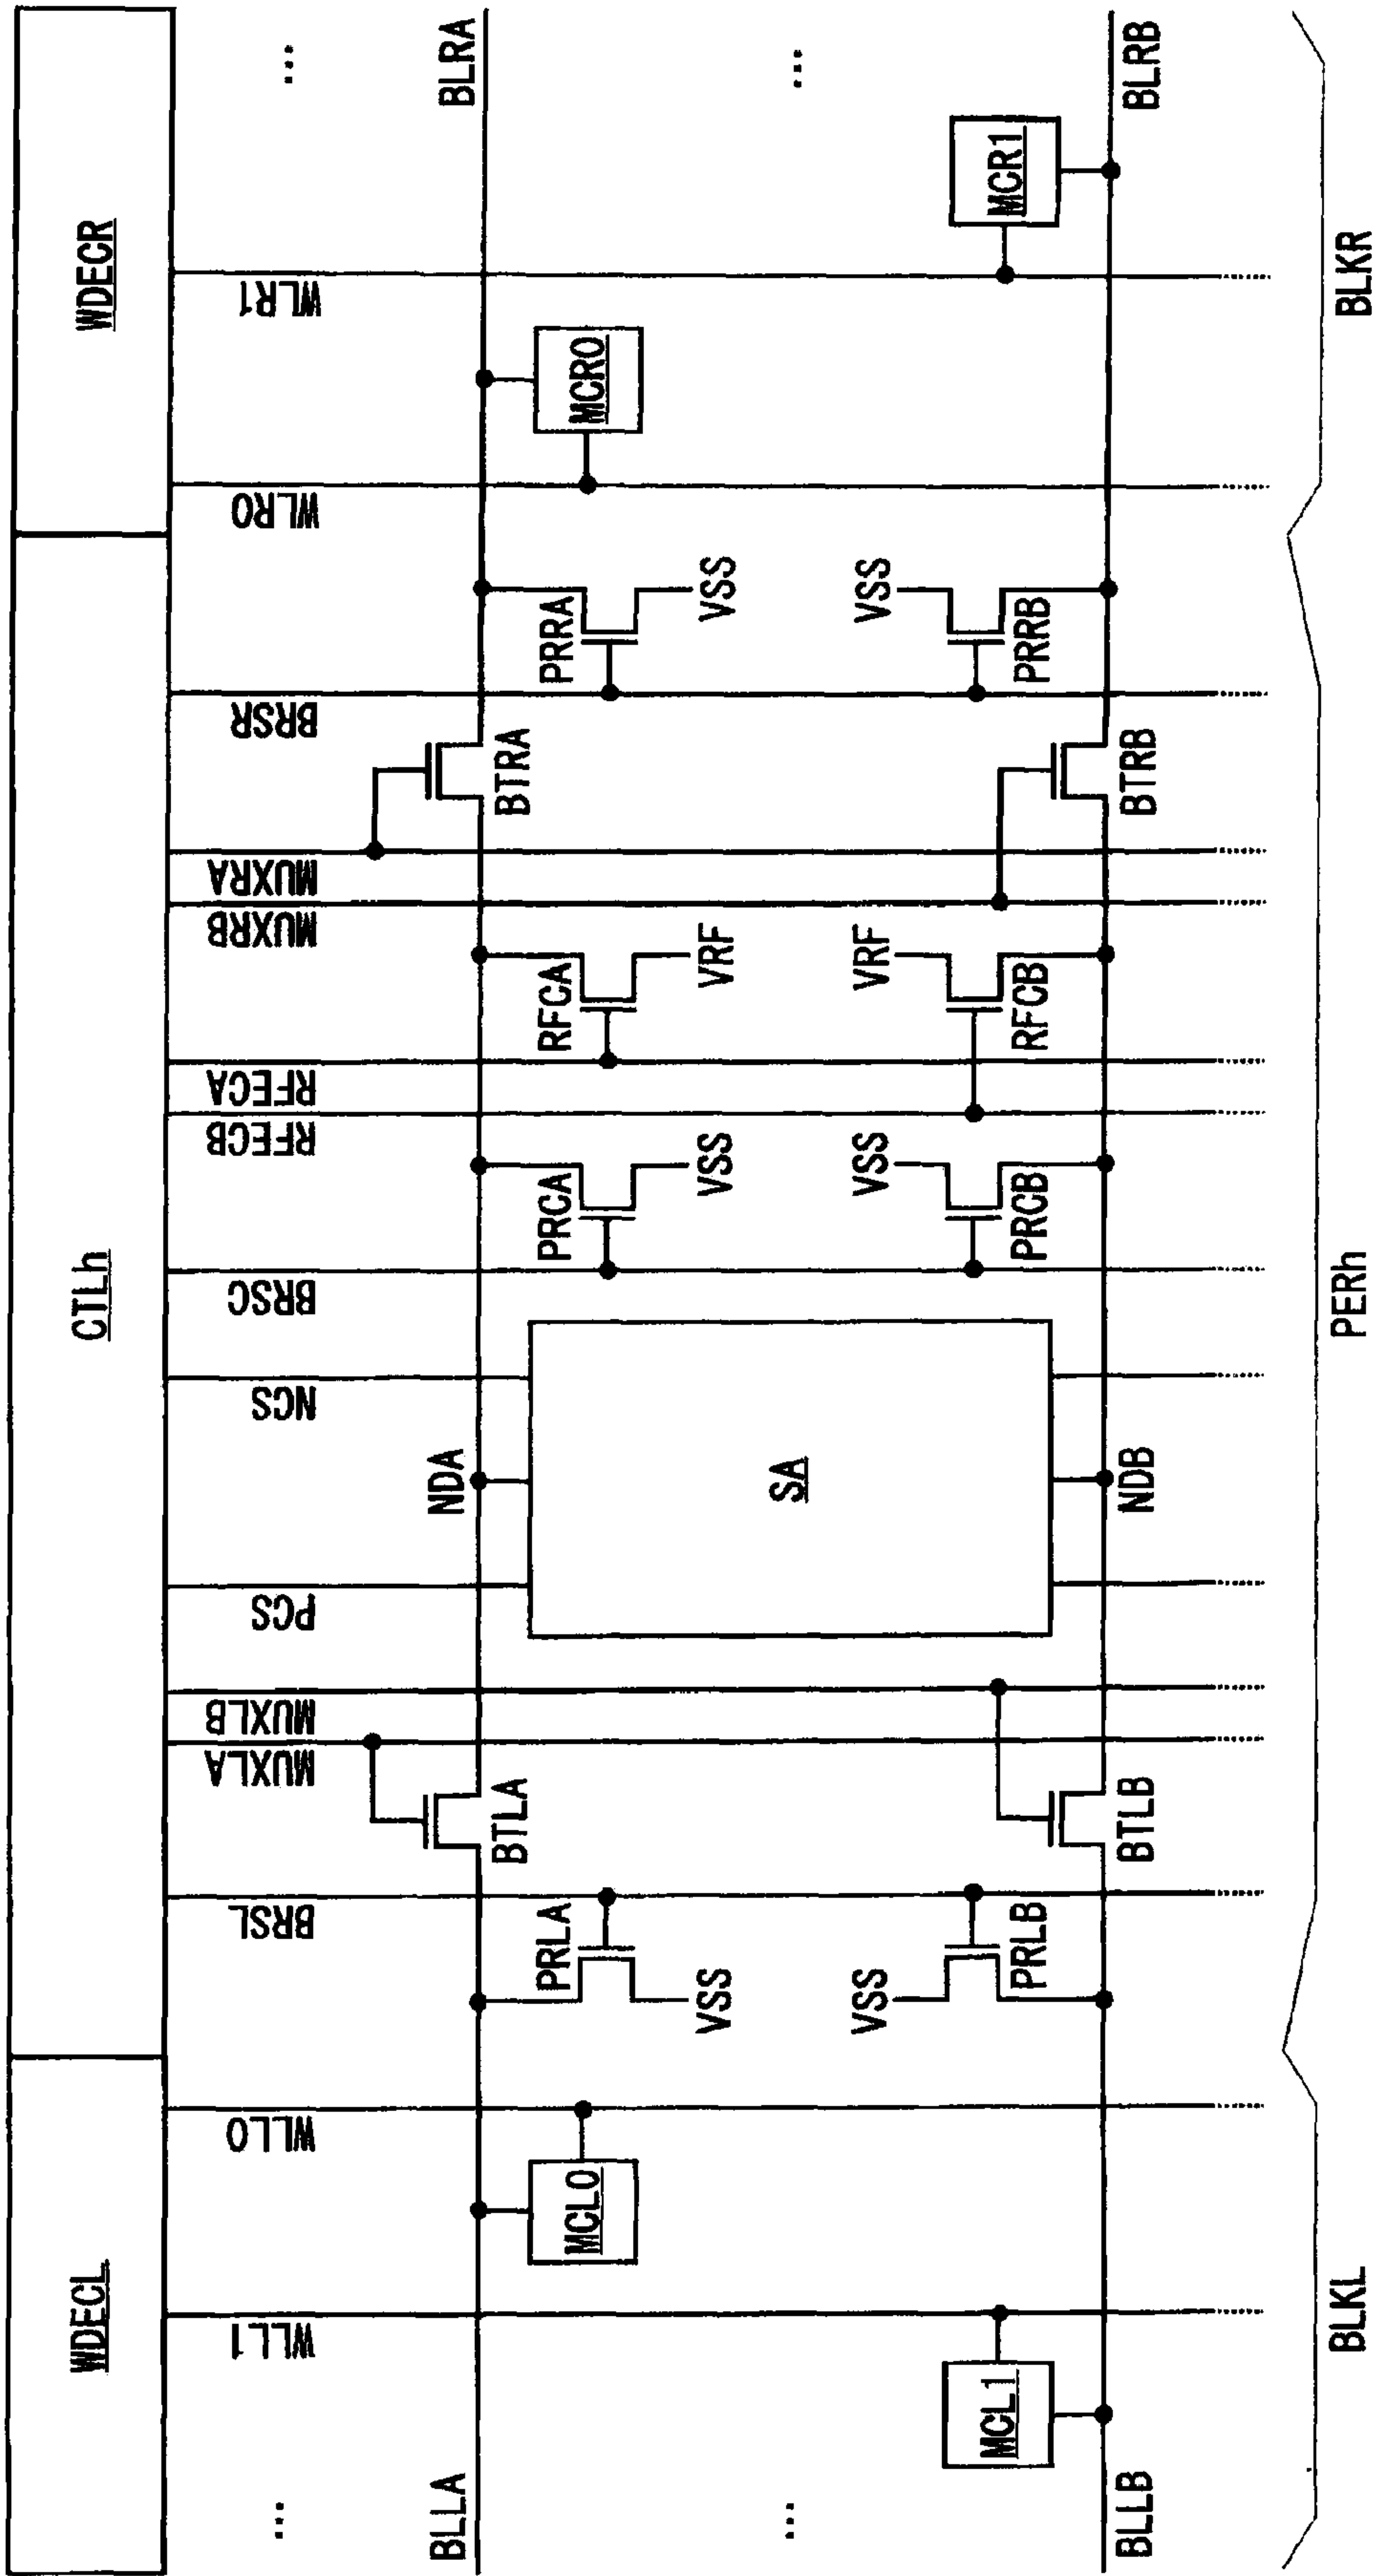 WDECL
CTLh
WDECR
WLL1
WLL0
BRSL
MUXLA
MUXLB
PCS
NCS
BRSC
RFECB
RFECA
MUXRB
MUXRA
BRSR
WLR0
WLR1
...
...
BLLA
BTLA
NDA
BTRA
BLRA
MCL0
PRLA
PRCA
RFCA
PRRA
MCR0
VSS
VSS
VRF
VSS
...
SA
...
VSS
VSS
VRF
VSS
MCL1
PRLB
PRCB
RFCB
PRRB
MCR1
BLLB
BTLB
NDB
BTRB
BLRB
BLKL
PERh
BLKR